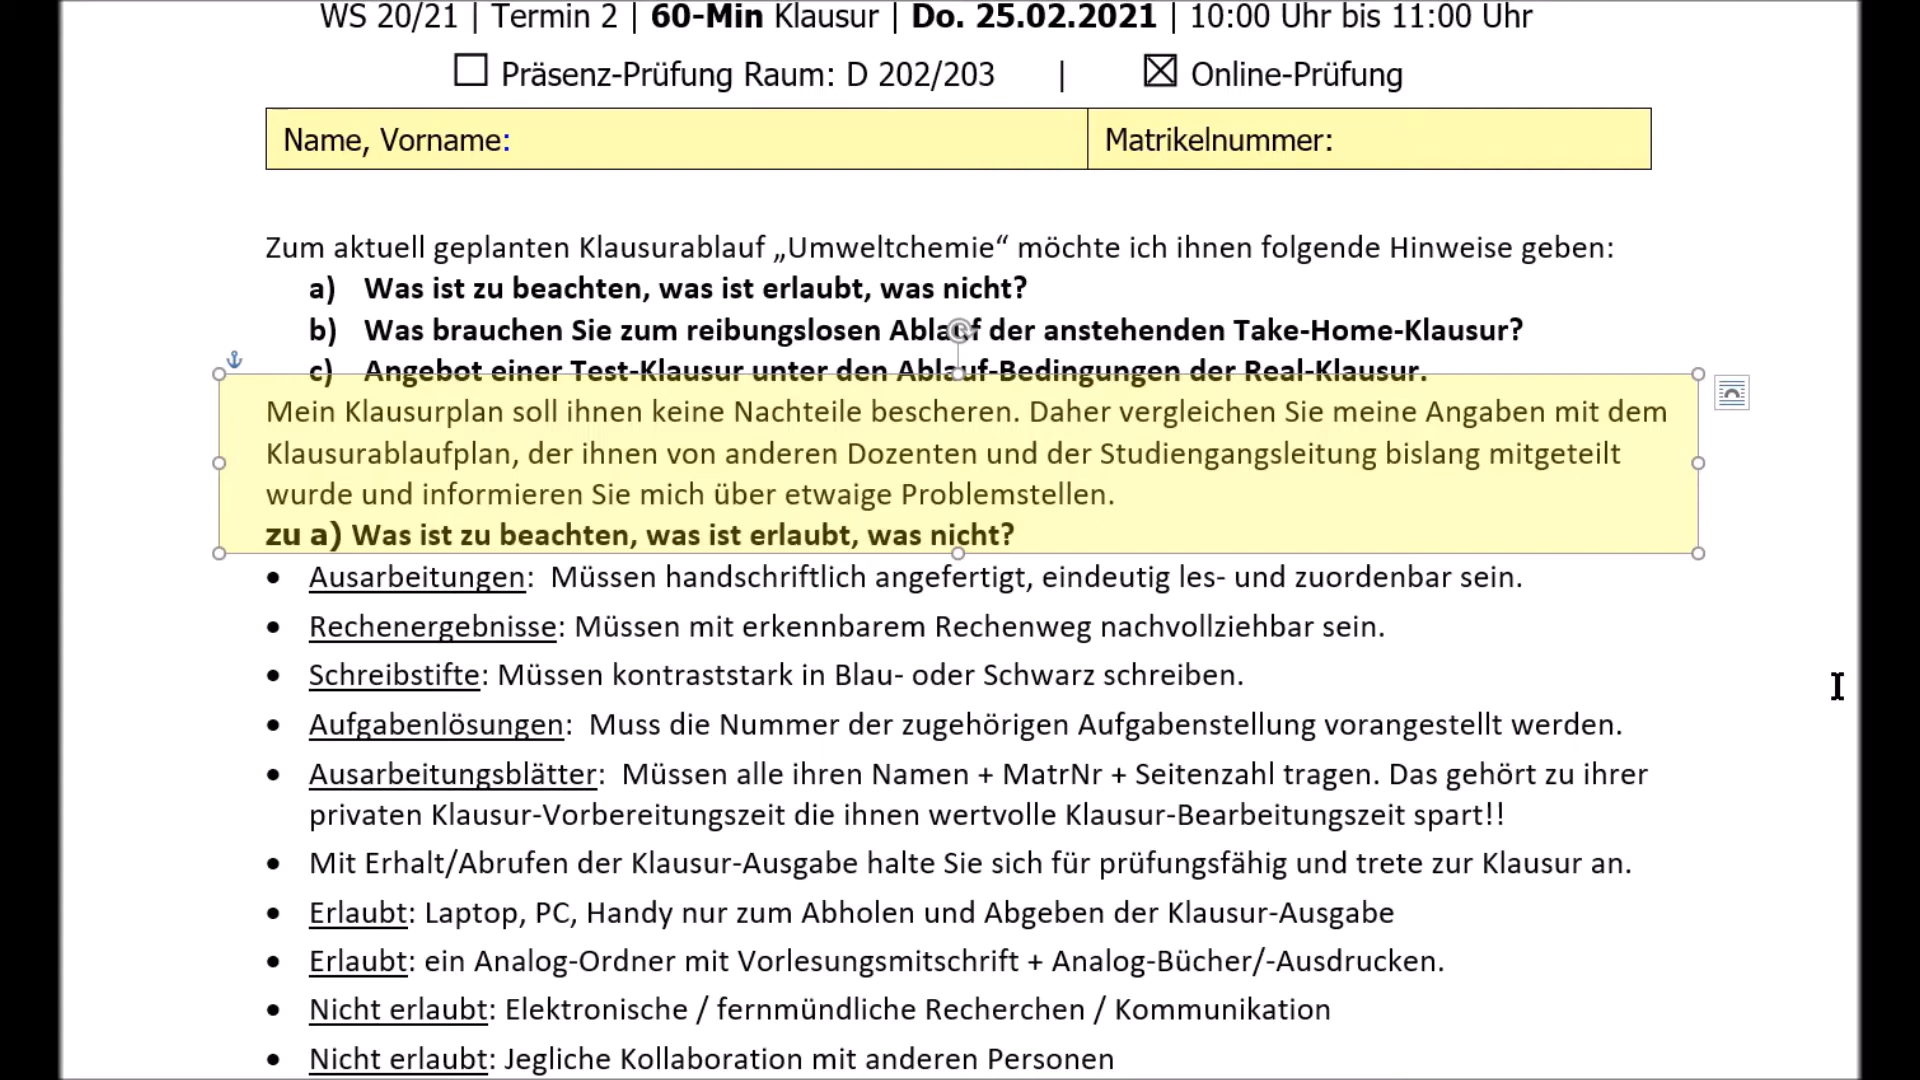 WS 20/21 | Termin 2 | 60-Min Klausur | Do. 25.02.2021 | 10:00 Uhr bis 11:00 Uhr
☐ Präsenz-Prüfung Raum: D 202/203 | ☒ Online-Prüfung
Name, Vorname: Matrikelnummer:
Zum aktuell geplanten Klausurablauf „Umweltchemie“ möchte ich ihnen folgende Hinweise geben:
a) Was ist zu beachten, was ist erlaubt, was nicht?
b) Was brauchen Sie zum reibungslosen Ablauf der anstehenden Take-Home-Klausur?
c) Angebot einer Test-Klausur unter den Ablauf-Bedingungen der Real-Klausur.
Mein Klausurplan soll ihnen keine Nachteile bescheren. Daher vergleichen Sie meine Angaben mit dem
Klausurablaufplan, der ihnen von anderen Dozenten und der Studiengangsleitung bislang mitgeteilt
wurde und informieren Sie mich über etwaige Problemstellen.
zu a) Was ist zu beachten, was ist erlaubt, was nicht?
• Ausarbeitungen: Müssen handschriftlich angefertigt, eindeutig les- und zuordenbar sein.
• Rechenergebnisse: Müssen mit erkennbarem Rechenweg nachvollziehbar sein.
• Schreibstifte: Müssen kontraststark in Blau- oder Schwarz schreiben.
• Aufgabenlösungen: Muss die Nummer der zugehörigen Aufgabenstellung vorangestellt werden.
• Ausarbeitungsblätter: Müssen alle ihren Namen + MatrNr + Seitenzahl tragen. Das gehört zu ihrer
privaten Klausur-Vorbereitungszeit die ihnen wertvolle Klausur-Bearbeitungszeit spart!!
• Mit Erhalt/Abrufen der Klausur-Ausgabe halte Sie sich für prüfungsfähig und trete zur Klausur an.
• Erlaubt: Laptop, PC, Handy nur zum Abholen und Abgeben der Klausur-Ausgabe
• Erlaubt: ein Analog-Ordner mit Vorlesungsmitschrift + Analog-Bücher/-Ausdrucken.
• Nicht erlaubt: Elektronische / fernmündliche Recherchen / Kommunikation
• Nicht erlaubt: Jegliche Kollaboration mit anderen Personen